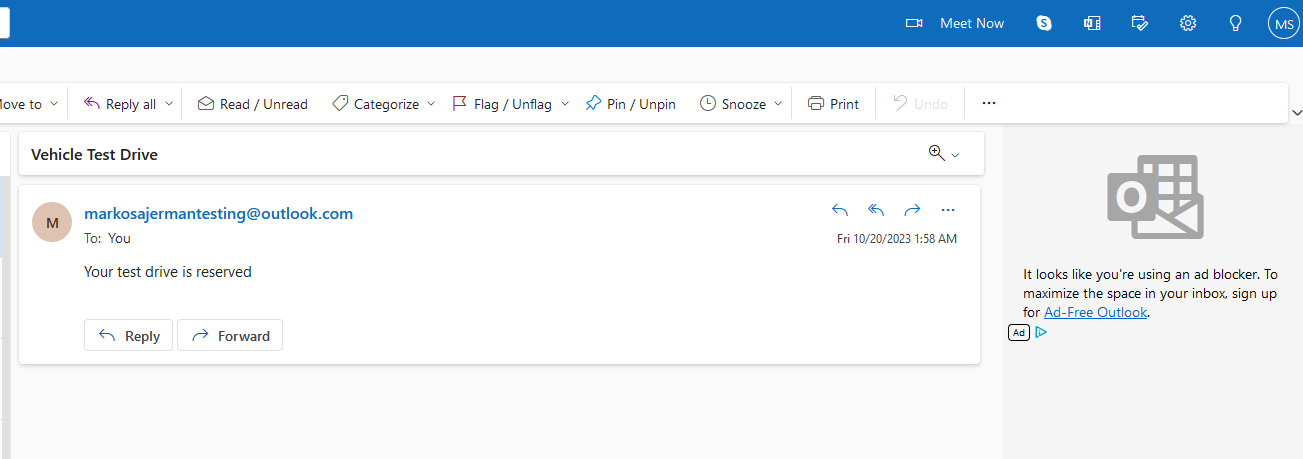 Meet Now MS
Move to Reply all Read / Unread Categorize Flag / Unflag Pin / Unpin Snooze Print Undo ...
Vehicle Test Drive
M
markosajermantesting@outlook.com
To: You
Fri 10/20/2023 1:58 AM
Your test drive is reserved
Reply Forward
O
It looks like you're using an ad blocker. To
maximize the space in your inbox, sign up
for Ad-Free Outlook.
Ad